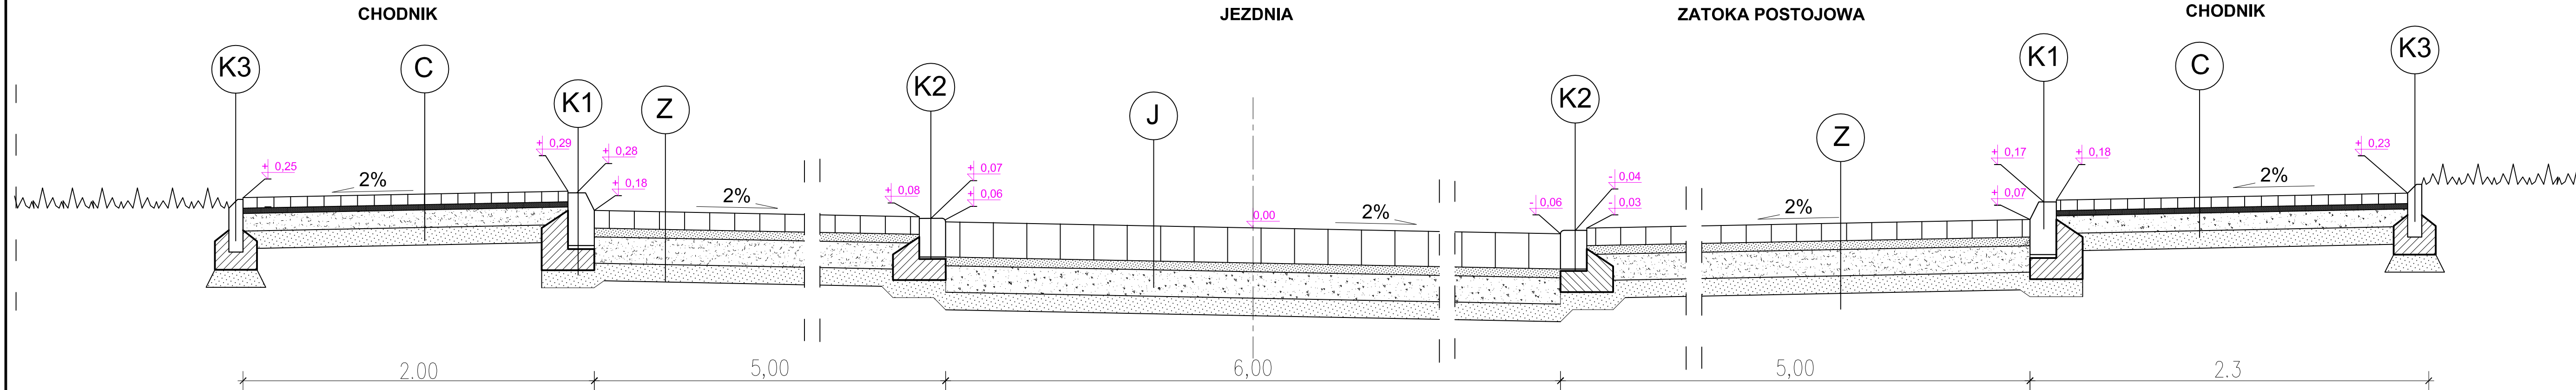 CHODNIK
JEZDNIA
ZATOKA POSTOJOWA
CHODNIK
K3
C
K1
Z
K2
J
K2
Z
K1
C
K3
+ 0,25
2%
+ 0,29
+ 0,28
+ 0,18
2%
+ 0,08
+ 0,07
+ 0,06
0,00
2%
- 0,06
- 0,04
- 0,03
2%
+ 0,17
+ 0,07
+ 0,18
2%
+ 0,23
2.00
5,00
6,00
5,00
2.3